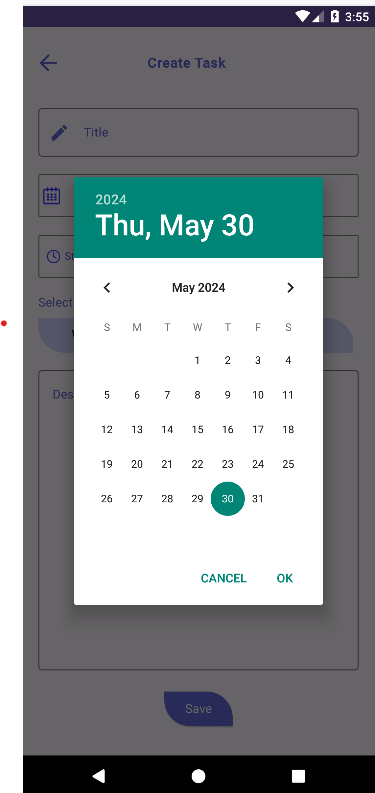 3:55
Create Task
Title
2024
Thu, May 30
May 2024
S M T W T F S
1 2 3 4
5 6 7 8 9 10 11
12 13 14 15 16 17 18
19 20 21 22 23 24 25
26 27 28 29 30 31
CANCEL OK
Select
Des
Save